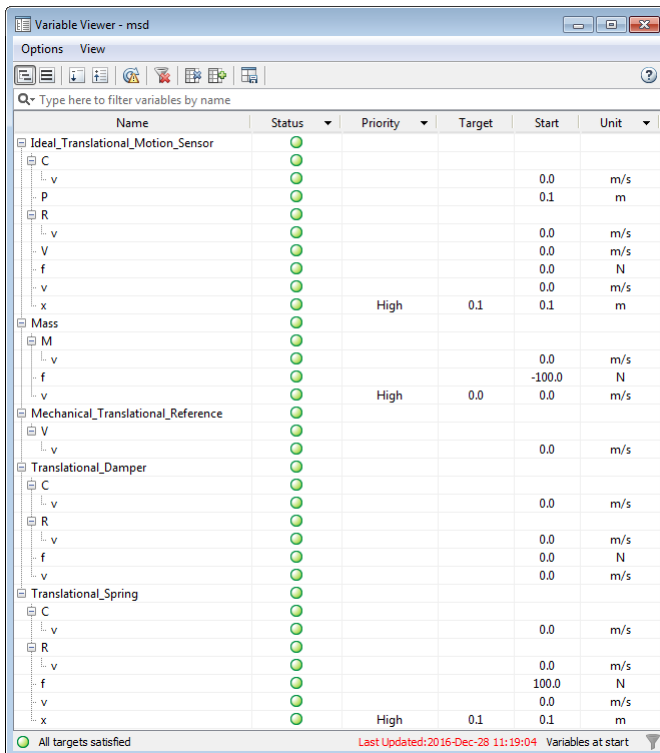 Variable Viewer - msd
Options View
Type here to filter variables by name
Name Status Priority Target Start Unit
Ideal_Translational_Motion_Sensor
C
v 0.0 m/s
P 0.1 m
R
v 0.0 m/s
V 0.0 m/s
f 0.0 N
v 0.0 m/s
x High 0.1 0.1 m
Mass
M
v 0.0 m/s
f -100.0 N
v High 0.0 0.0 m/s
Mechanical_Translational_Reference
V
v 0.0 m/s
Translational_Damper
C
v 0.0 m/s
R
v 0.0 m/s
f 0.0 N
v 0.0 m/s
Translational_Spring
C
v 0.0 m/s
R
v 0.0 m/s
f 100.0 N
v 0.0 m/s
x High 0.1 0.1 m
All targets satisfied Last Updated:2016-Dec-28 11:19:04 Variables at start